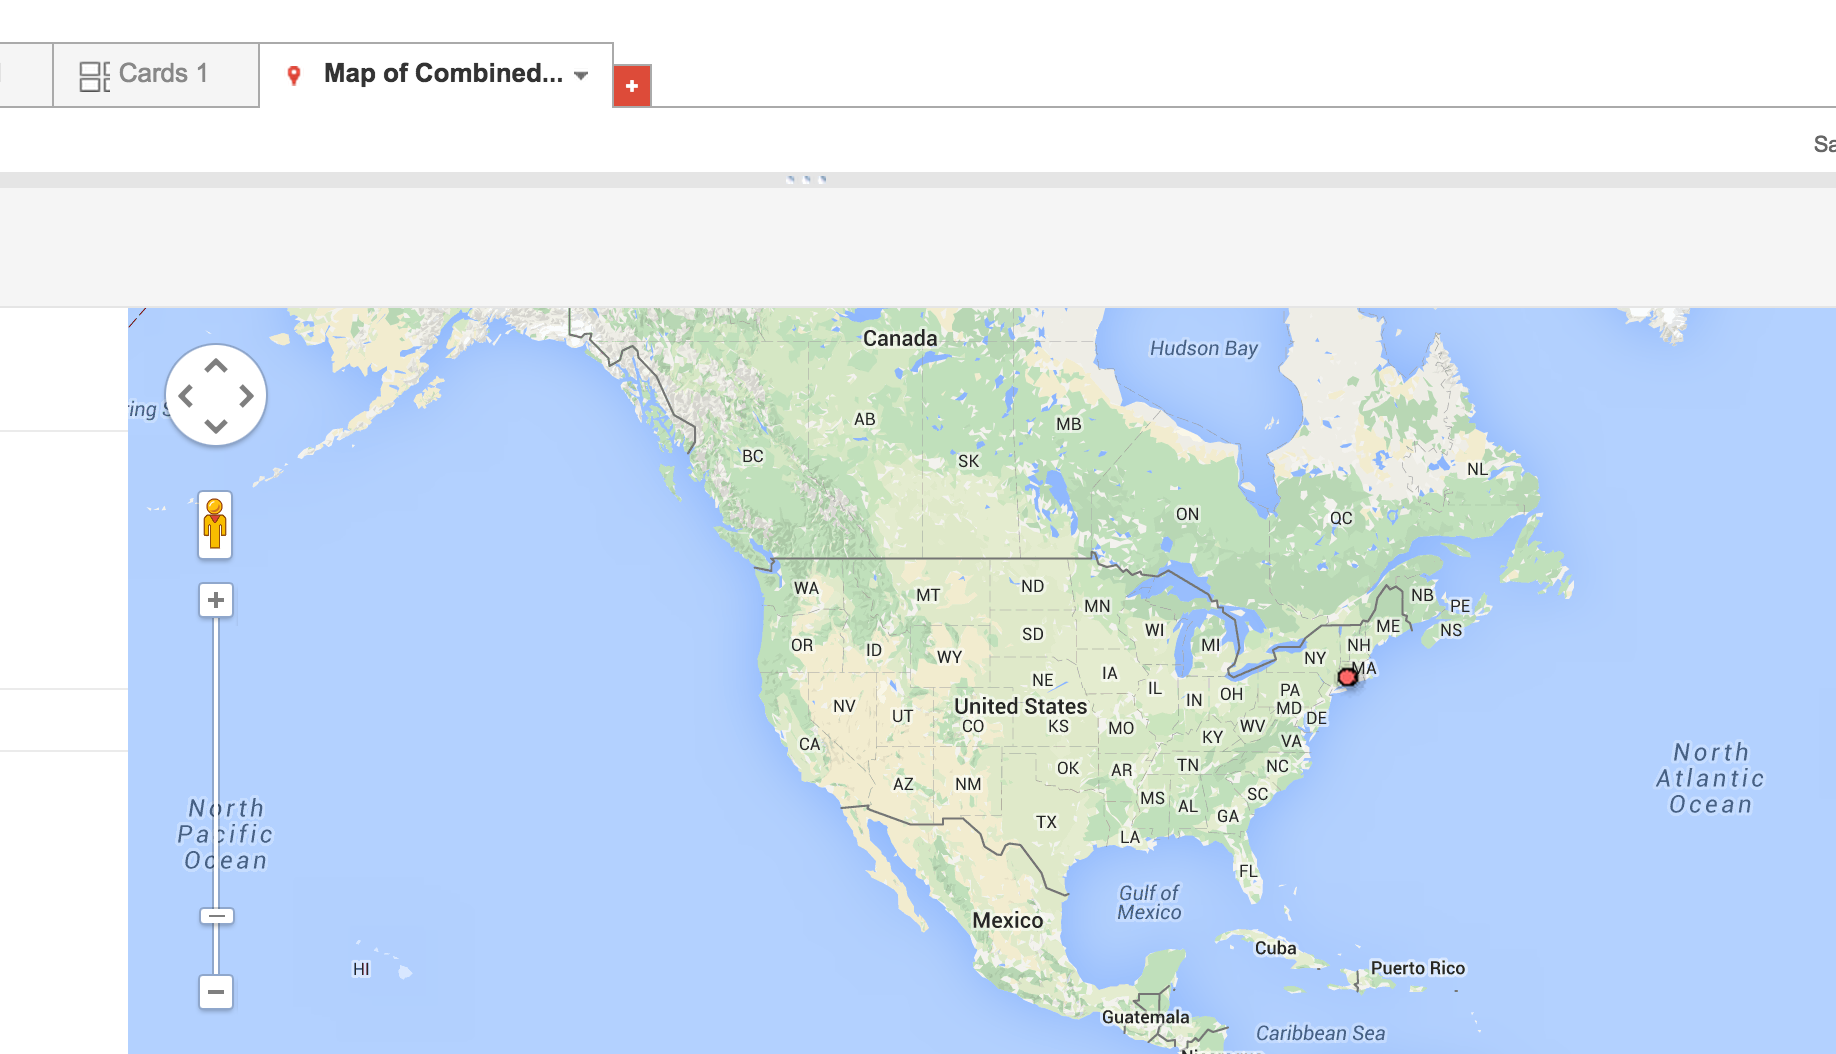 Cards 1
Map of Combined...
Sa
Canada
Hudson Bay
ring S
AB
MB
BC
SK
NL
ON
QC
WA
MT
ND
MN
NB
PE
OR
ID
WY
SD
WI
MI
NY
NH
ME
NS
MA
NE
IA
IL
IN
OH
PA
NV
UT
United States
CO
KS
MO
KY
WV
MD
DE
VA
CA
AZ
NM
OK
AR
TN
NC
TX
MS
AL
GA
SC
LA
FL
North
Pacific
Ocean
North
Atlantic
Ocean
Gulf of
Mexico
Mexico
Cuba
Puerto Rico
HI
Guatemala
Caribbean Sea